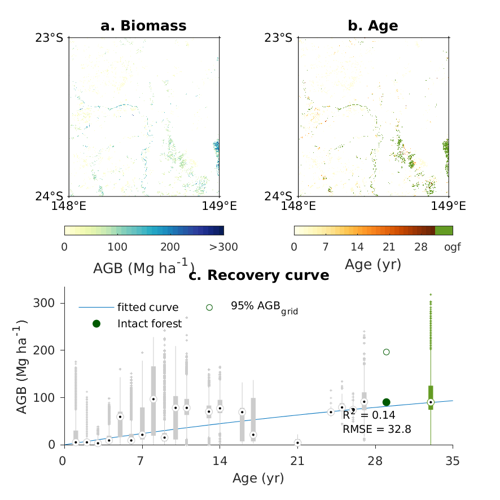 a. Biomass
b. Age
23°S
23°S
24°S
24°S
148°E
149°E
148°E
149°E
0
100
200
>300
0
7
14
21
28
ogf
AGB (Mg ha⁻¹)
Age (yr)
c. Recovery curve
300
200
100
0
AGB (Mg ha⁻¹)
fitted curve
95% AGB_grid
Intact forest
= 0.14
RMSE = 32.8
0
7
14
21
28
35
Age (yr)